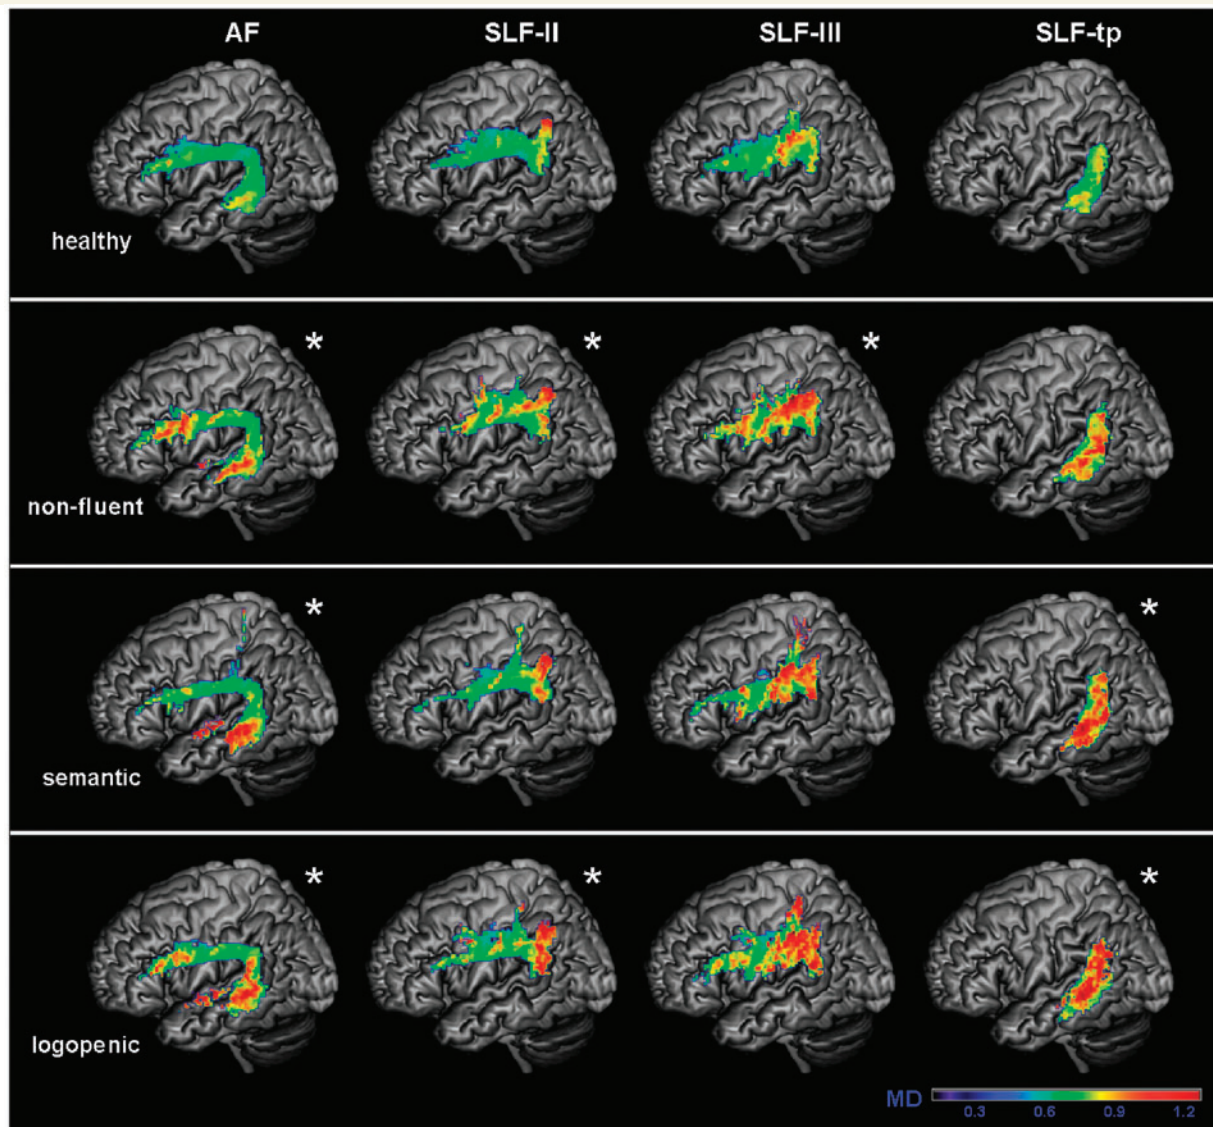 AF SLF-II SLF-III SLF-tp
healthy
* * *
non-fluent
* *
semantic
* * *
logopenic
MD
0.3 0.6 0.9 1.2